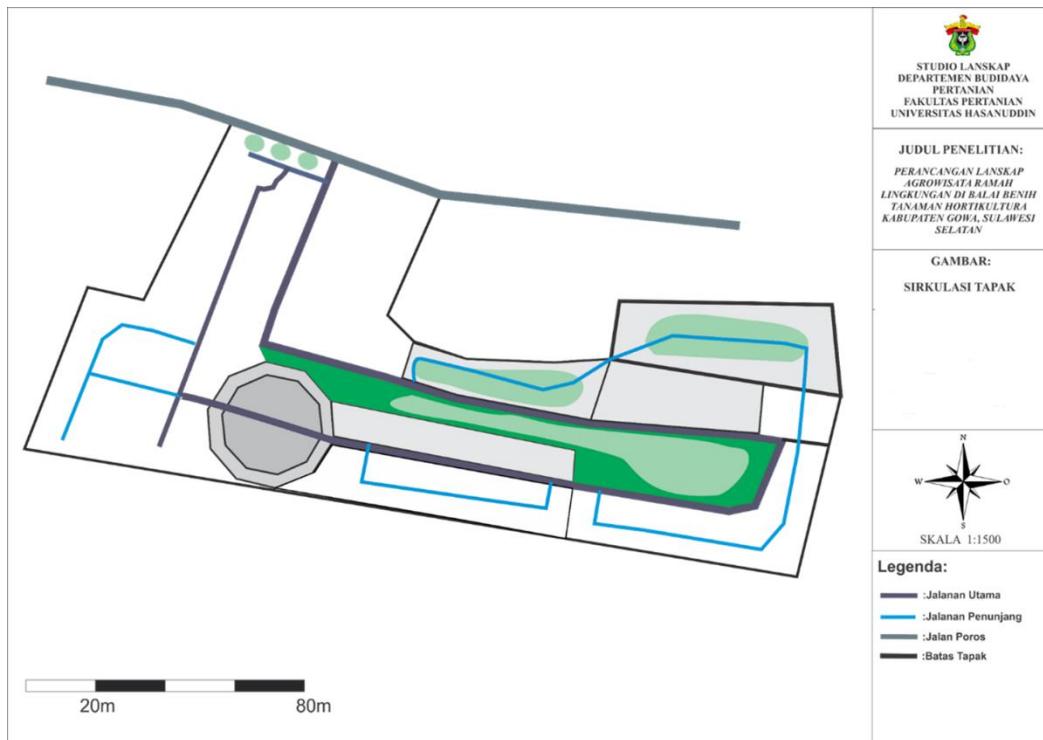 STUDIO LANSKAP
DEPARTEMEN BUDIDAYA
PERTANIAN
FAKULTAS PERTANIAN
UNIVERSITAS HASANUDDIN
JUDUL PENELITIAN:
PERANCANGAN LANSKAP
AGROWISATA RAMAH
LINGKUNGAN DI BALAI BENIH
TANAMAN HORTIKULTURA
KABUPATEN GOWA, SULAWESI
SELATAN
GAMBAR:
SIRKULASI TAPAK
N
W O
S
SKALA 1:1500
Legenda:
:Jalanan Utama
:Jalanan Penunjang
:Jalan Poros
:Batas Tapak
20m 80m